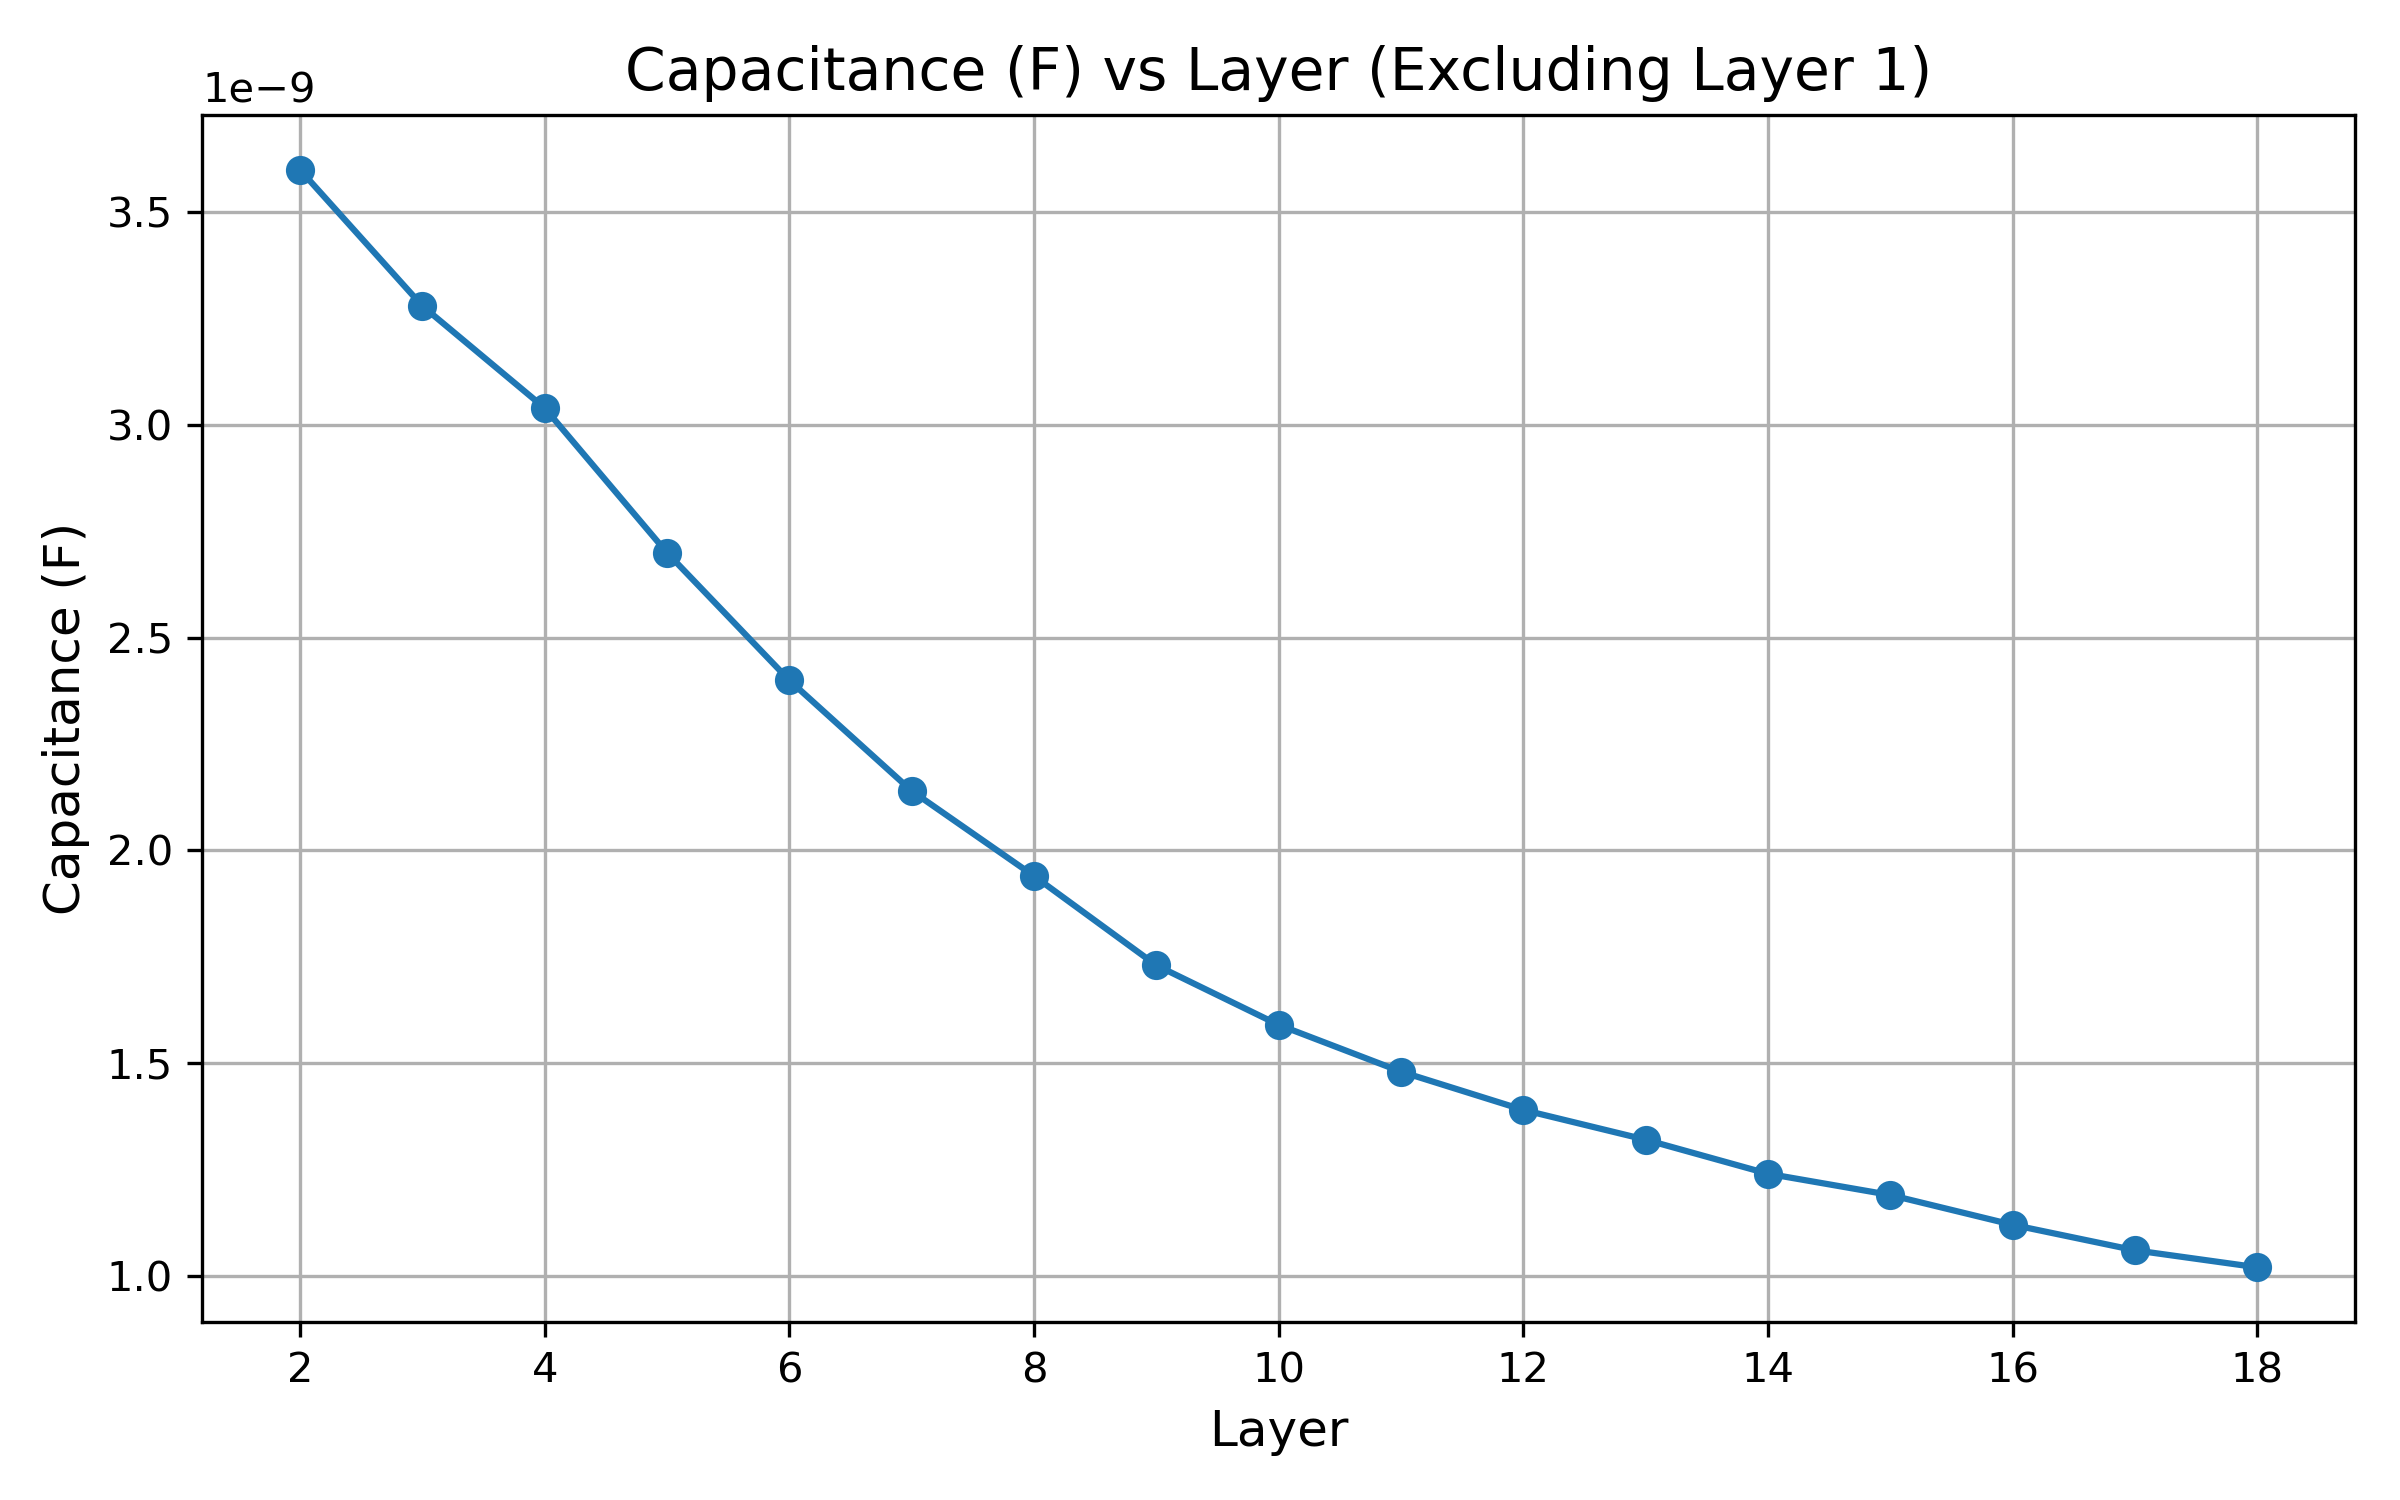 Capacitance (F) vs Layer (Excluding Layer 1)
1e−9
3.5
3.0
2.5
2.0
1.5
1.0
Capacitance (F)
2 4 6 8 10 12 14 16 18
Layer